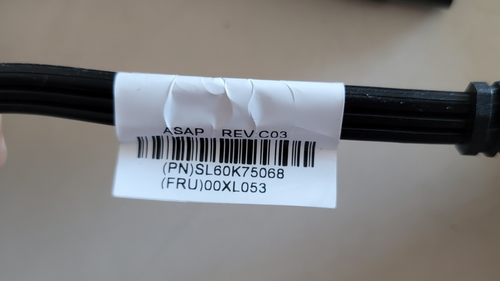 ASAP REV C03
(PN)SL60K75068
(FRU)00XL053